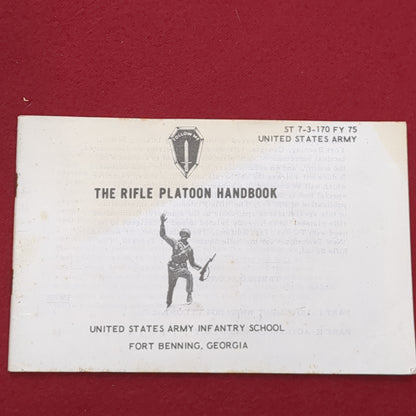 FOLLOW ME
ST 7-3-170 FY 75
UNITED STATES ARMY
THE RIFLE PLATOON HANDBOOK
UNITED STATES ARMY INFANTRY SCHOOL
FORT BENNING, GEORGIA